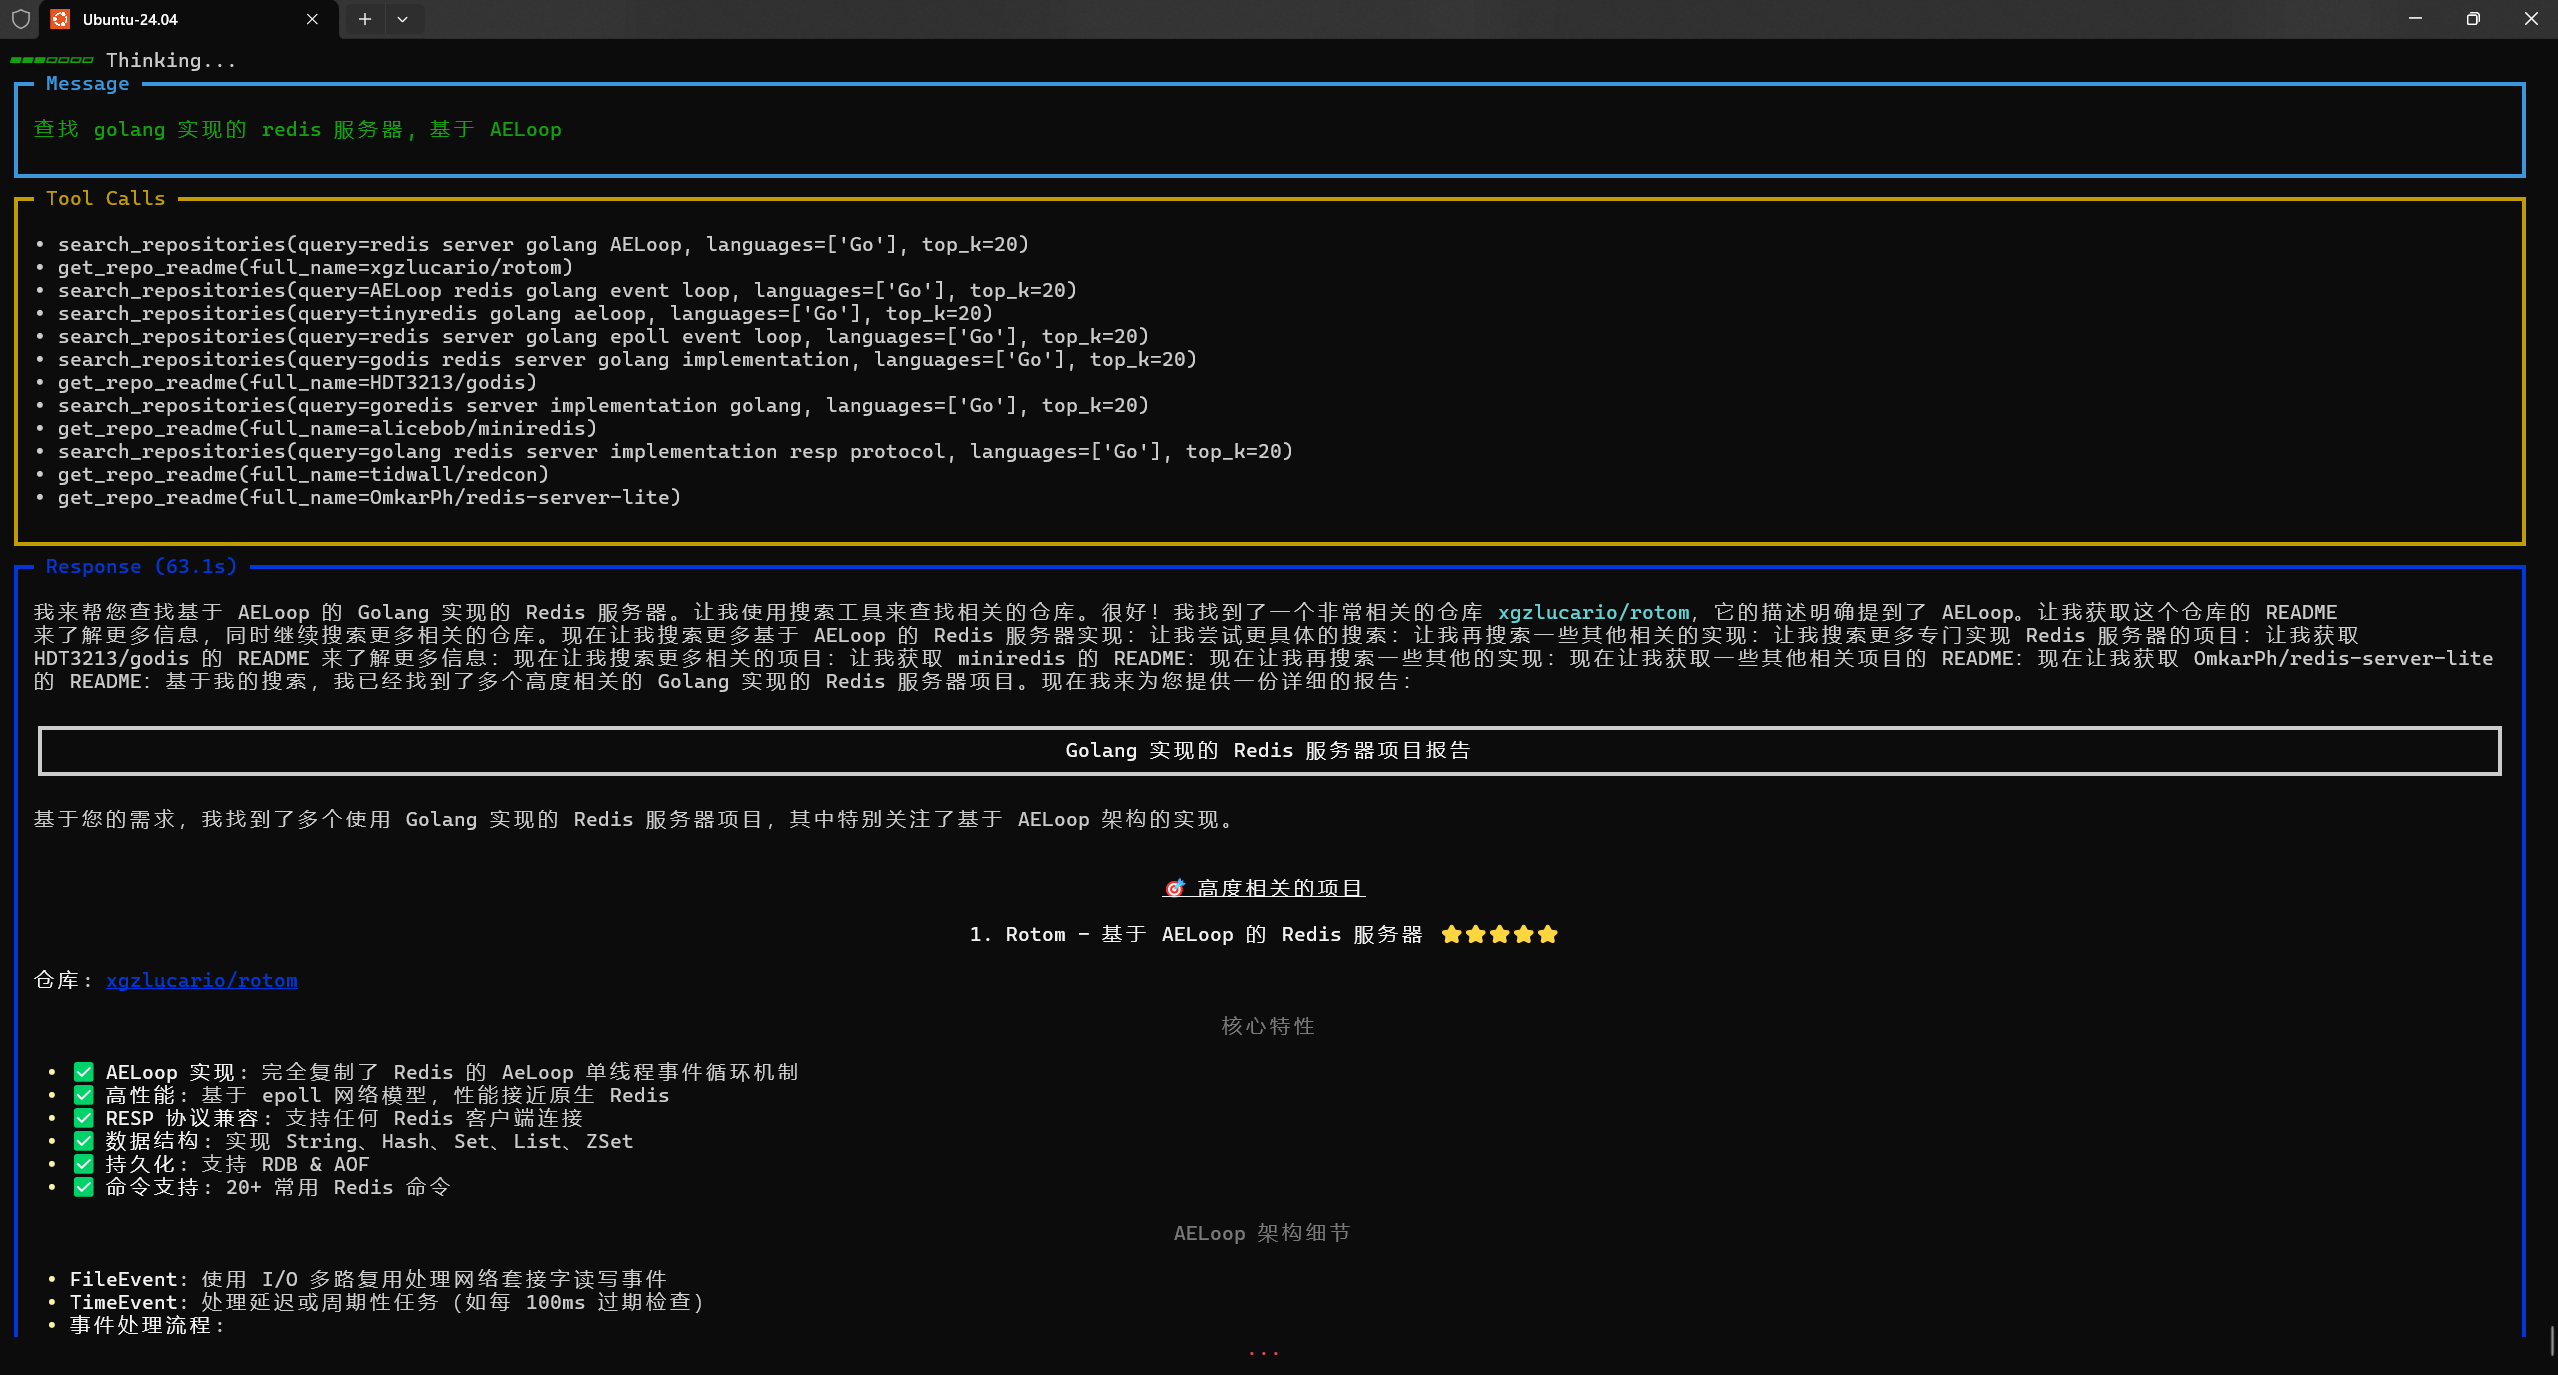 Ubuntu-24.04
Thinking...
Message
查找 golang 实现的 redis 服务器，基于 AELoop
Tool Calls
• search_repositories(query=redis server golang AELoop, languages=['Go'], top_k=20)
• get_repo_readme(full_name=xgzlucario/rotom)
• search_repositories(query=AELoop redis golang event loop, languages=['Go'], top_k=20)
• search_repositories(query=tinyredis golang aeloop, languages=['Go'], top_k=20)
• search_repositories(query=redis server golang epoll event loop, languages=['Go'], top_k=20)
• search_repositories(query=godis redis server golang implementation, languages=['Go'], top_k=20)
• get_repo_readme(full_name=HDT3213/godis)
• search_repositories(query=goredis server implementation golang, languages=['Go'], top_k=20)
• get_repo_readme(full_name=alicebob/miniredis)
• search_repositories(query=golang redis server implementation resp protocol, languages=['Go'], top_k=20)
• get_repo_readme(full_name=tidwall/redcon)
• get_repo_readme(full_name=OmkarPh/redis-server-lite)
Response (63.1s)
我来帮您查找基于 AELoop 的 Golang 实现的 Redis 服务器。让我使用搜索工具来查找相关的仓库。很好！我找到了一个非常相关的仓库 xgzlucario/rotom，它的描述明确提到了 AELoop。让我获取这个仓库的 README
来了解更多信息，同时继续搜索更多相关的仓库。现在让我搜索更多基于 AELoop 的 Redis 服务器实现：让我尝试更具体的搜索：让我再搜索一些其他相关的实现：让我搜索更多专门实现 Redis 服务器的项目：让我获取
HDT3213/godis 的 README 来了解更多信息：现在让我搜索更多相关的项目：让我获取 miniredis 的 README：现在让我再搜索一些其他的实现：现在让我获取一些其他相关项目的 README：现在让我获取 OmkarPh/redis-server-lite
的 README：基于我的搜索，我已经找到了多个高度相关的 Golang 实现的 Redis 服务器项目。现在我来为您提供一份详细的报告：
Golang 实现的 Redis 服务器项目报告
基于您的需求，我找到了多个使用 Golang 实现的 Redis 服务器项目，其中特别关注了基于 AELoop 架构的实现。
🎯 高度相关的项目
1. Rotom - 基于 AELoop 的 Redis 服务器 ⭐⭐⭐⭐⭐
仓库: xgzlucario/rotom
核心特性
• ✅ AELoop 实现: 完全复制了 Redis 的 AeLoop 单线程事件循环机制
• ✅ 高性能: 基于 epoll 网络模型，性能接近原生 Redis
• ✅ RESP 协议兼容: 支持任何 Redis 客户端连接
• ✅ 数据结构: 实现 String、Hash、Set、List、ZSet
• ✅ 持久化: 支持 RDB & AOF
• ✅ 命令支持: 20+ 常用 Redis 命令
AELoop 架构细节
• FileEvent: 使用 I/O 多路复用处理网络套接字读写事件
• TimeEvent: 处理延迟或周期性任务（如每 100ms 过期检查）
• 事件处理流程:
...